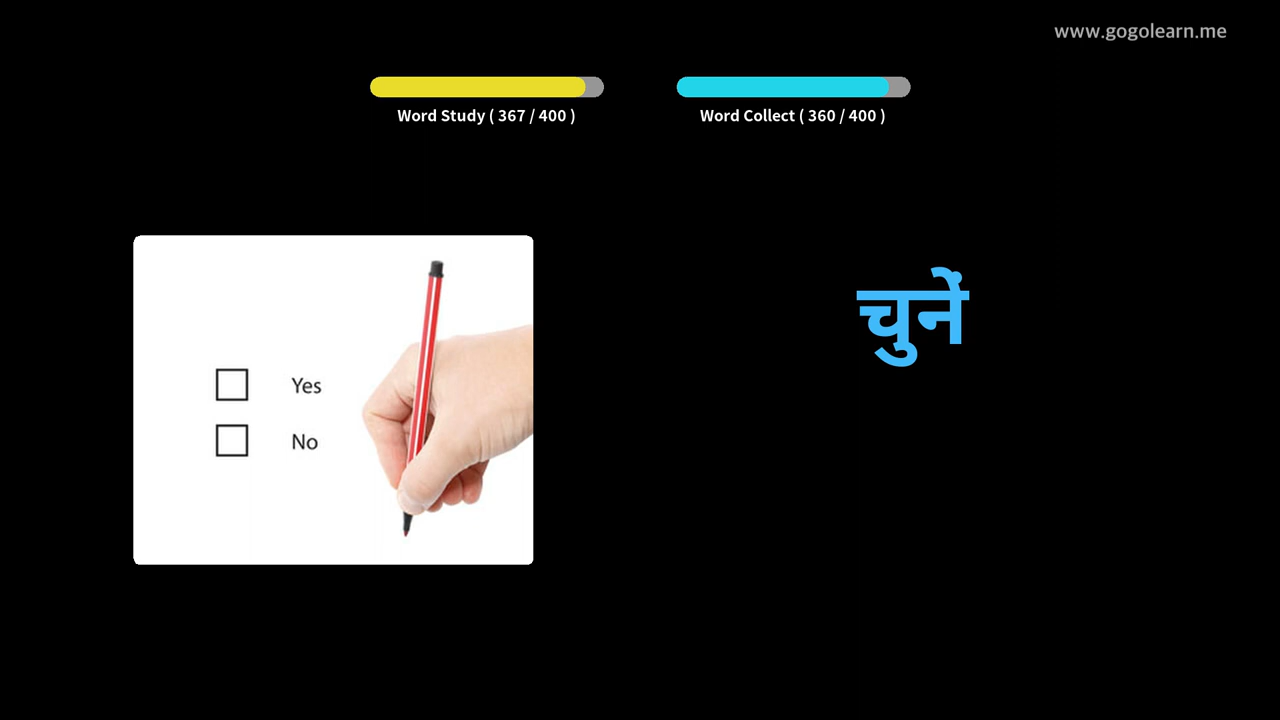 www.gogolearn.me
Word Study ( 367 / 400 )
Word Collect ( 360 / 400 )
चुनें
Yes
No